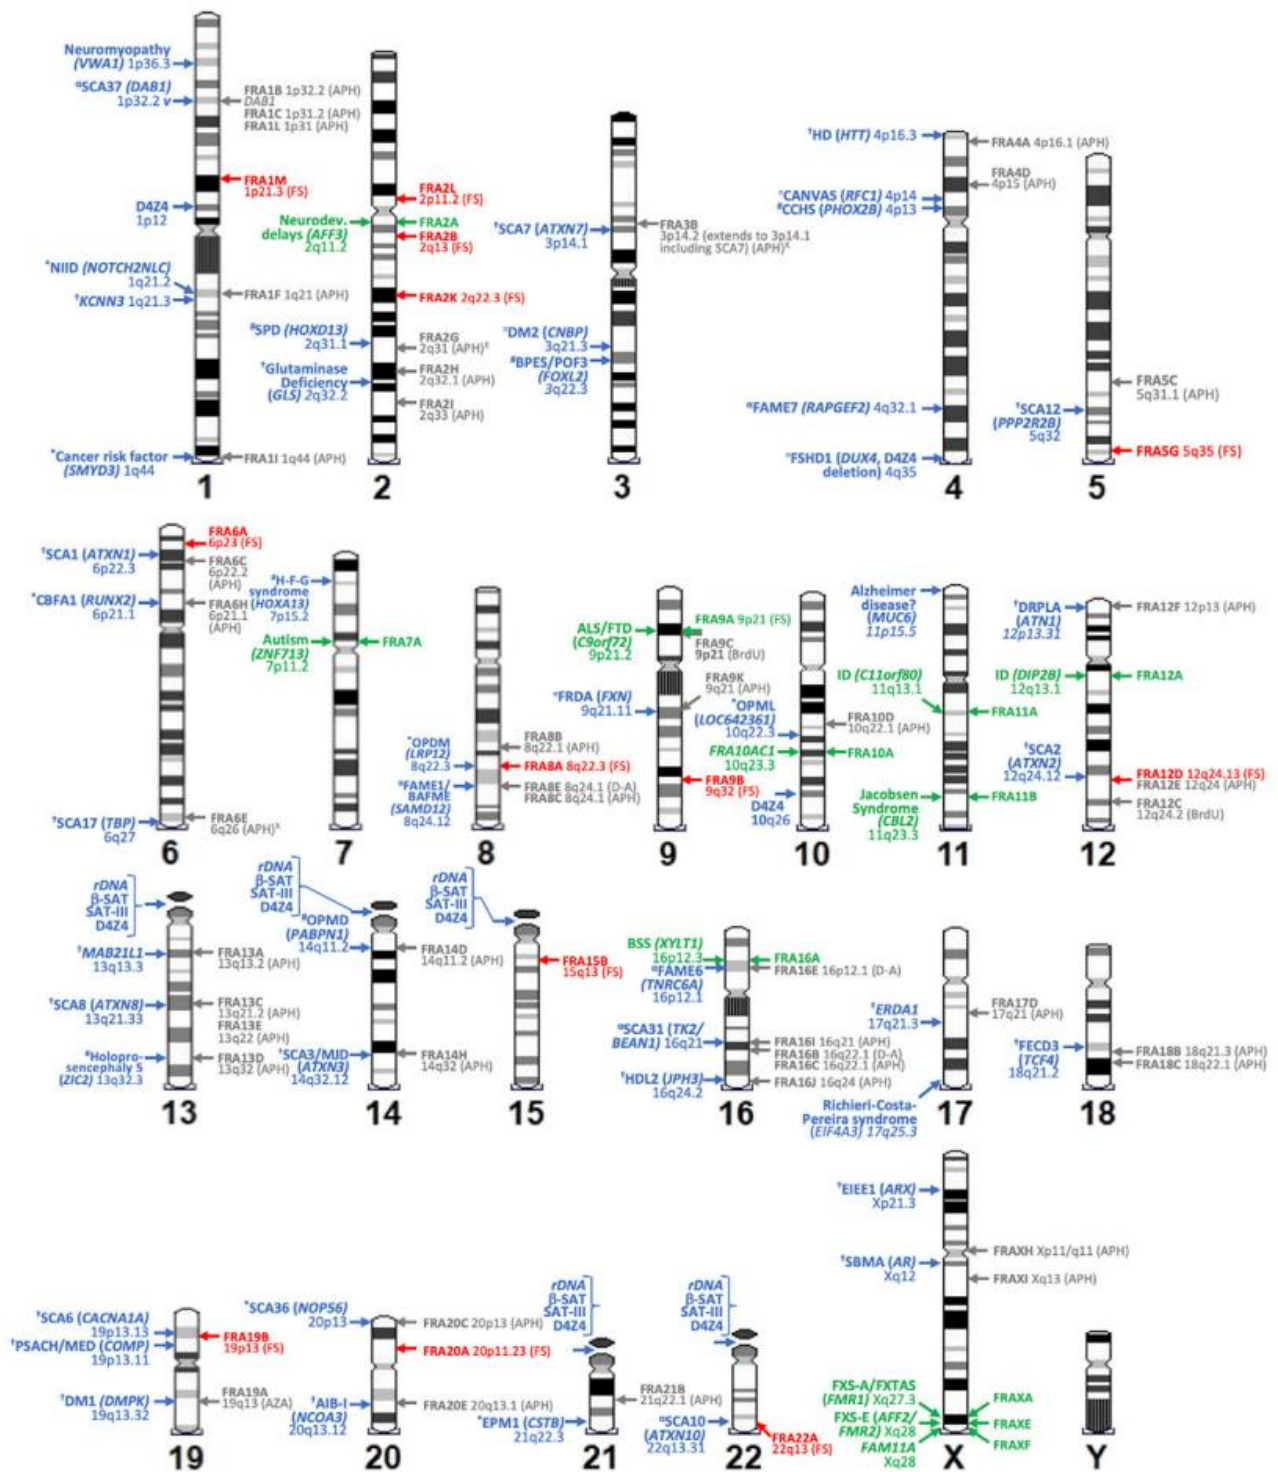 Neuromyopathy
(VWA1) 1p36.3
αSCA37 (DAB1)
1p32.2 v
FRA1B 1p32.2 (APH)
DAB1
FRA1C 1p31.2 (APH)
FRA1L 1p31 (APH)
FRA1M
1p21.3 (FS)
D4Z4
1p12
*NIID (NOTCH2NLC)
1q21.2
†KCNN3 1q21.3
FRA1F 1q21 (APH)
*Cancer risk factor
(SMYD3) 1q44
FRA1I 1q44 (APH)
1
FRA2L
2p11.2 (FS)
Neurodev.
delays (AFF3)
2q11.2
FRA2A
FRA2B
2q13 (FS)
FRA2K 2q22.3 (FS)
#SPD (HOXD13)
2q31.1
FRA2G
2q31 (APH)x
†Glutaminase
Deficiency
(GLS) 2q32.2
FRA2H
2q32.1 (APH)
FRA2I
2q33 (APH)
2
†SCA7 (ATXN7)
3p14.1
FRA3B
3p14.2 (extends to 3p14.1
including SCA7) (APH)x
DM2 (CNBP)
3q21.3
#BPES/POF3
(FOXL2)
3q22.3
3
†HD (HTT) 4p16.3
FRA4A 4p16.1 (APH)
FRA4D
4p15 (APH)
CANVAS (RFC1) 4p14
#CCHS (PHOX2B) 4p13
αFAME7 (RAPGEF2) 4q32.1
FSHD1 (DUX4, D4Z4
deletion) 4q35
4
FRA5C
5q31.1 (APH)
†SCA12
(PPP2R2B)
5q32
FRA5G 5q35 (FS)
5
FRA6A
6p23 (FS)
†SCA1 (ATXN1)
6p22.3
FRA6C
6p22.2
(APH)
*CBFA1 (RUNX2)
6p21.1
FRA6H
6p21.1
(APH)
†SCA17 (TBP)
6q27
FRA6E
6q26 (APH)x
6
#H-F-G
syndrome
(HOXA13)
7p15.2
Autism
(ZNF713)
7p11.2
FRA7A
7
*OPDM
(LRP12)
8q22.3
FRA8B
8q22.1 (APH)
FRA8A 8q22.3 (FS)
αFAME1/
BAFME
(SAMD12)
8q24.12
FRA8E 8q24.1 (D-A)
FRA8C 8q24.1 (APH)
8
ALS/FTD
(C9orf72)
9p21.2
FRA9A 9p21 (FS)
FRA9C
9p21 (BrdU)
FRDA (FXN)
9q21.11
FRA9K
9q21 (APH)
FRA9B
9q32 (FS)
9
*OPML
(LOC642361)
10q22.3
FRA10D
10q22.1 (APH)
FRA10AC1
10q23.3
FRA10A
D4Z4
10q26
10
Alzheimer
disease?
(MUC6)
11p15.5
ID (C11orf80)
11q13.1
FRA11A
Jacobsen
Syndrome
(CBL2)
11q23.3
FRA11B
11
†DRPLA
(ATN1)
12p13.31
FRA12F 12p13 (APH)
ID (DIP2B)
12q13.1
FRA12A
†SCA2
(ATXN2)
12q24.12
FRA12D 12q24.13 (FS)
FRA12E 12q24 (APH)
FRA12C
12q24.2 (BrdU)
12
rDNA
β-SAT
SAT-III
D4Z4
†MAB21L1
13q13.3
FRA13A
13q13.2 (APH)
†SCA8 (ATXN8)
13q21.33
FRA13C
13q21.2 (APH)
FRA13E
13q22 (APH)
#Holopro-
sencephaly 5
(ZIC2) 13q32.3
FRA13D
13q32 (APH)
13
rDNA
β-SAT
SAT-III
D4Z4
#OPMD
(PABPN1)
14q11.2
FRA14D
14q11.2 (APH)
†SCA3/MJD
(ATXN3)
14q32.12
FRA14H
14q32 (APH)
14
rDNA
β-SAT
SAT-III
D4Z4
FRA15B
15q13 (FS)
15
BSS (XYLT1)
16p12.3
FRA16A
αFAME6
(TNRC6A)
16p12.1
FRA16E 16p12.1 (D-A)
αSCA31 (TK2/
BEAN1) 16q21
FRA16I 16q21 (APH)
FRA16B 16q22.1 (D-A)
FRA16C 16q22.1 (APH)
†HDL2 (JPH3)
16q24.2
FRA16J 16q24 (APH)
16
†ERDA1
17q21.3
FRA17D
17q21 (APH)
Richieri-Costa-
Pereira syndrome
(EIF4A3) 17q25.3
17
†FECD3
(TCF4)
18q21.2
FRA18B 18q21.3 (APH)
FRA18C 18q22.1 (APH)
18
†SCA6 (CACNA1A)
19p13.13
†PSACH/MED (COMP)
19p13.11
FRA19B
19p13 (FS)
†DM1 (DMPK)
19q13.32
FRA19A
19q13 (AZA)
19
*SCA36 (NOP56)
20p13
FRA20C 20p13 (APH)
FRA20A 20p11.23 (FS)
†AIB-I
(NCOA3)
20q13.12
FRA20E 20q13.1 (APH)
20
rDNA
β-SAT
SAT-III
D4Z4
FRA21B
21q22.1 (APH)
*EPM1 (CSTB)
21q22.3
21
rDNA
β-SAT
SAT-III
D4Z4
αSCA10
(ATXN10)
22q13.31
FRA22A
22q13 (FS)
22
†EIEE1 (ARX)
Xp21.3
FRAXH Xp11/q11 (APH)
†SBMA (AR)
Xq12
FRAXI Xq13 (APH)
FXS-A/FXTAS
(FMR1) Xq27.3
FRAXA
FXS-E (AFF2/
FMR2) Xq28
FRAXE
FAM11A
Xq28
FRAXF
X
Y